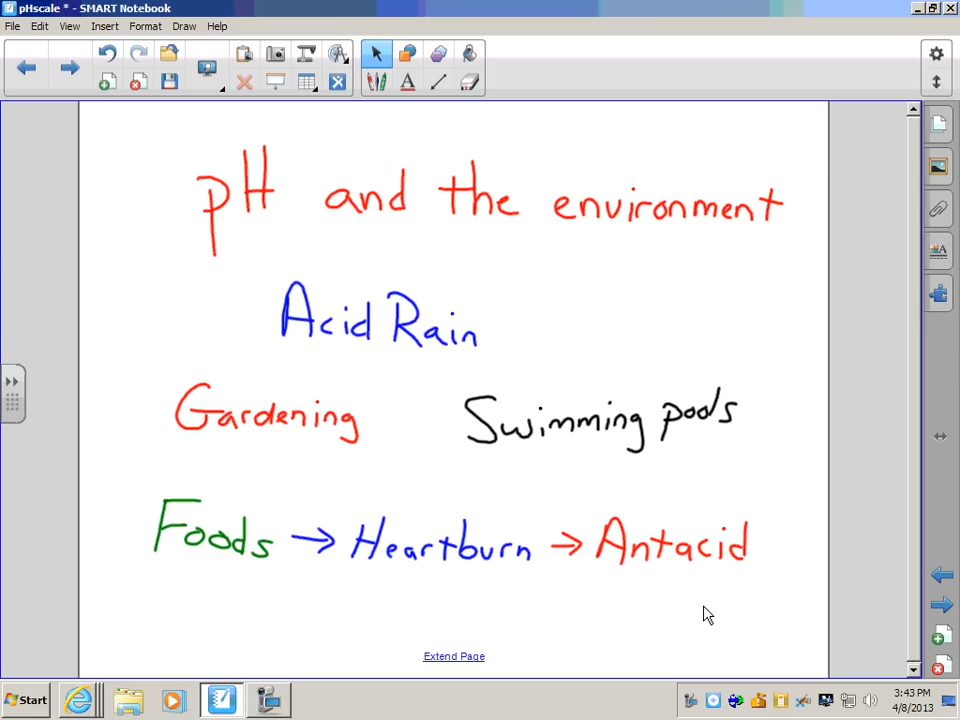 pHscale * - SMART Notebook
File Edit View Insert Format Draw Help
pH and the environment
Acid Rain
Gardening Swimming pools
Foods → Heartburn → Antacid
Extend Page
Start
3:43 PM
4/8/2013